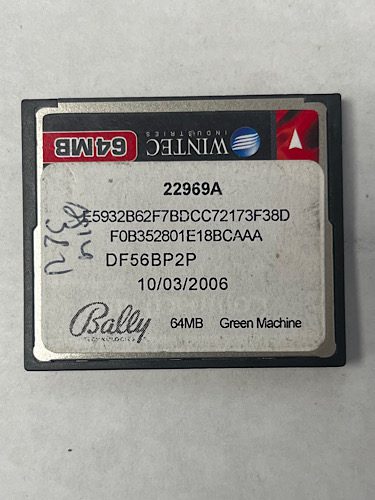 64MB
WINTEC
INDUSTRIES
22969A
E5932B62F7BDCC72173F38D
F0B352801E18BCAAA
DF56BP2P
10/03/2006
Bally
TECHNOLOGIES
64MB Green Machine